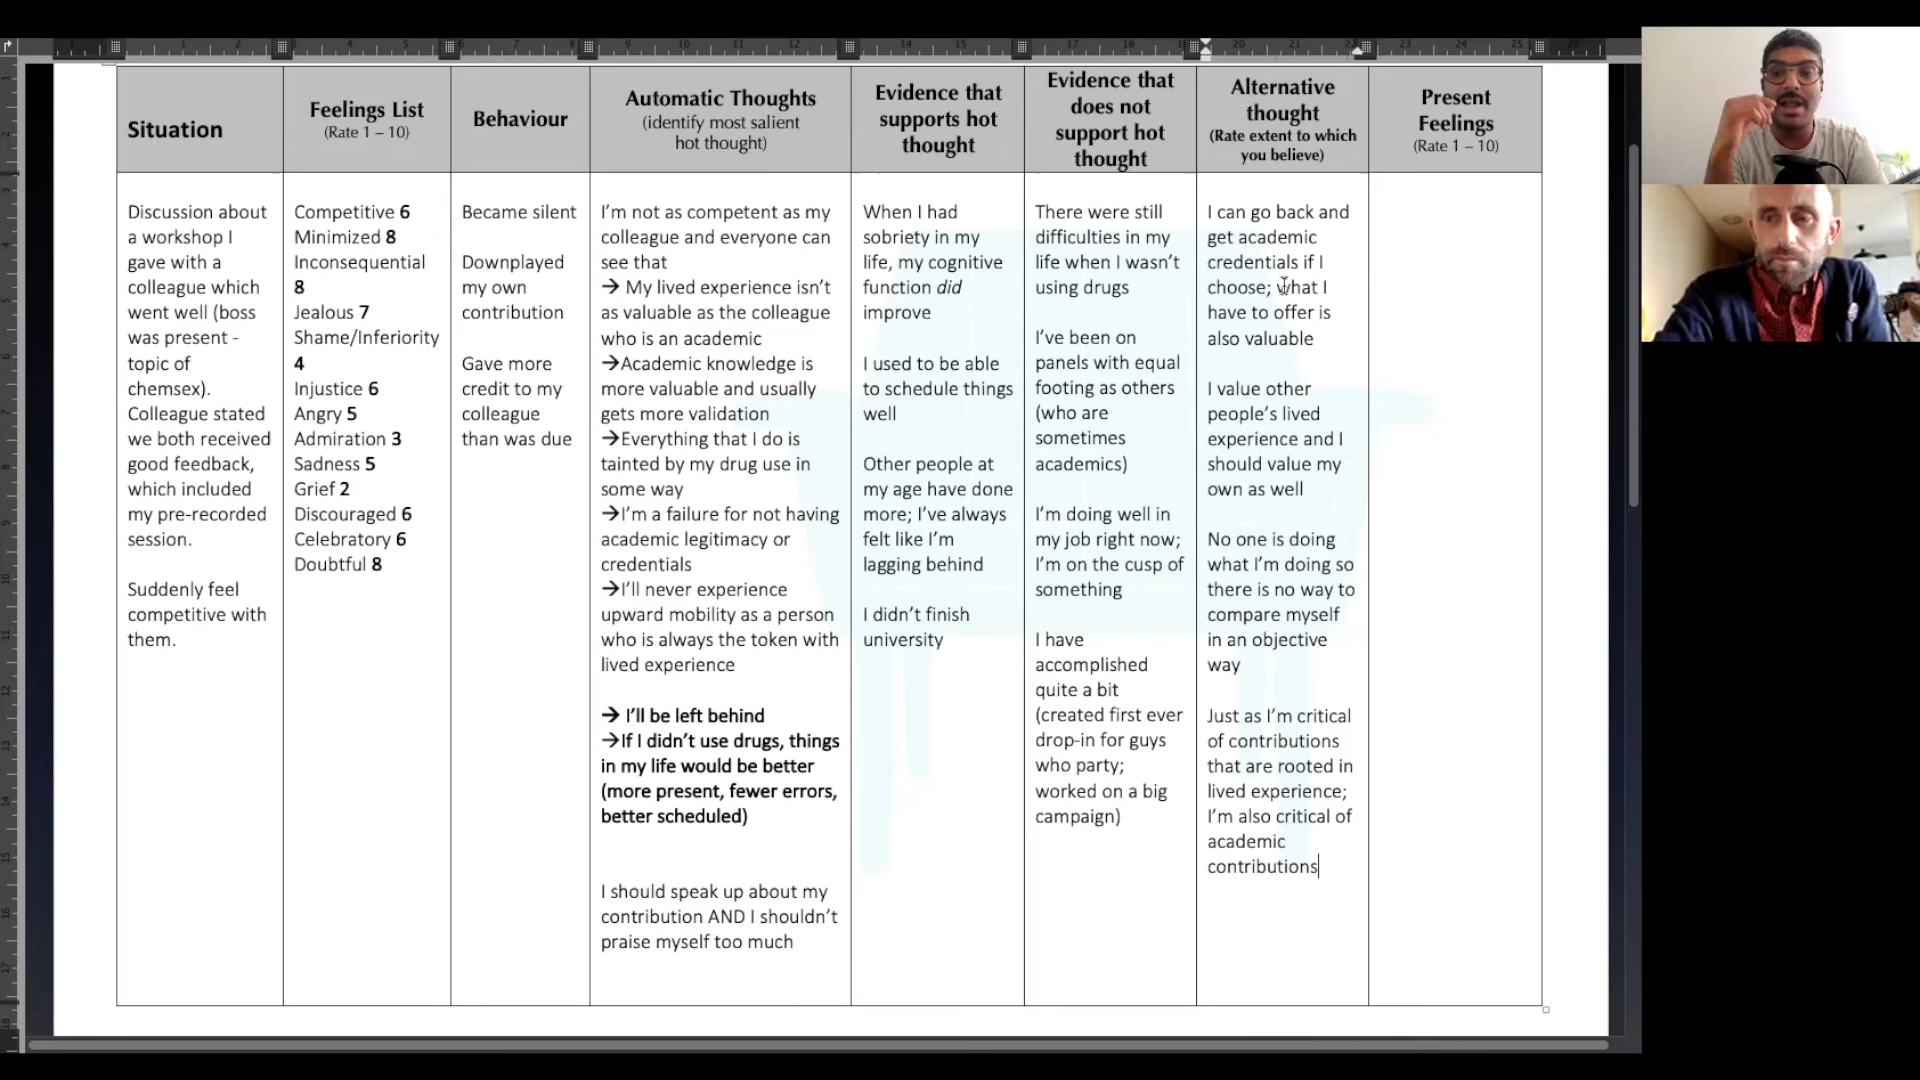 Situation
Feelings List
(Rate 1 – 10)
Behaviour
Automatic Thoughts
(identify most salient
hot thought)
Evidence that
supports hot
thought
Evidence that
does not
support hot
thought
Alternative
thought
(Rate extent to which
you believe)
Present
Feelings
(Rate 1 – 10)
Discussion about
a workshop I
gave with a
colleague which
went well (boss
was present -
topic of
chemsex).
Colleague stated
we both received
good feedback,
which included
my pre-recorded
session.
Suddenly feel
competitive with
them.
Competitive 6
Minimized 8
Inconsequential
8
Jealous 7
Shame/Inferiority
4
Injustice 6
Angry 5
Admiration 3
Sadness 5
Grief 2
Discouraged 6
Celebratory 6
Doubtful 8
Became silent
Downplayed
my own
contribution
Gave more
credit to my
colleague
than was due
I'm not as competent as my
colleague and everyone can
see that
→ My lived experience isn't
as valuable as the colleague
who is an academic
→Academic knowledge is
more valuable and usually
gets more validation
→Everything that I do is
tainted by my drug use in
some way
→I'm a failure for not having
academic legitimacy or
credentials
→I'll never experience
upward mobility as a person
who is always the token with
lived experience
→ I'll be left behind
→If I didn't use drugs, things
in my life would be better
(more present, fewer errors,
better scheduled)
I should speak up about my
contribution AND I shouldn't
praise myself too much
When I had
sobriety in my
life, my cognitive
function did
improve
I used to be able
to schedule things
well
Other people at
my age have done
more; I've always
felt like I'm
lagging behind
I didn't finish
university
There were still
difficulties in my
life when I wasn't
using drugs
I've been on
panels with equal
footing as others
(who are
sometimes
academics)
I'm doing well in
my job right now;
I'm on the cusp of
something
I have
accomplished
quite a bit
(created first ever
drop-in for guys
who party;
worked on a big
campaign)
I can go back and
get academic
credentials if I
choose; what I
have to offer is
also valuable
I value other
people's lived
experience and I
should value my
own as well
No one is doing
what I'm doing so
there is no way to
compare myself
in an objective
way
Just as I'm critical
of contributions
that are rooted in
lived experience;
I'm also critical of
academic
contributions